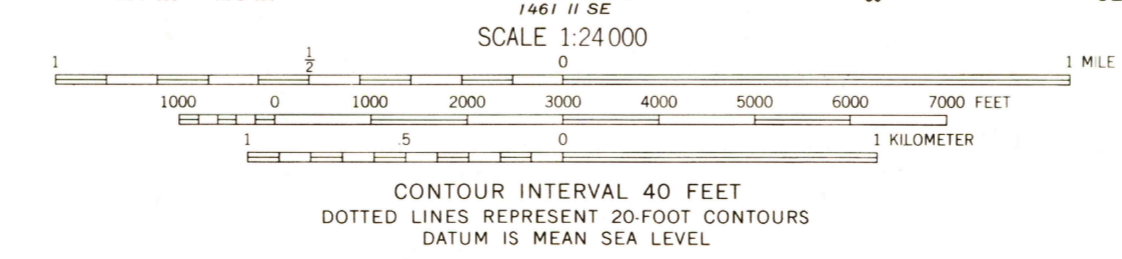 1461 II SE
SCALE 1:24 000
1 1/2 0 1 MILE
1000 0 1000 2000 3000 4000 5000 6000 7000 FEET
1 .5 0 1 KILOMETER
CONTOUR INTERVAL 40 FEET
DOTTED LINES REPRESENT 20-FOOT CONTOURS
DATUM IS MEAN SEA LEVEL